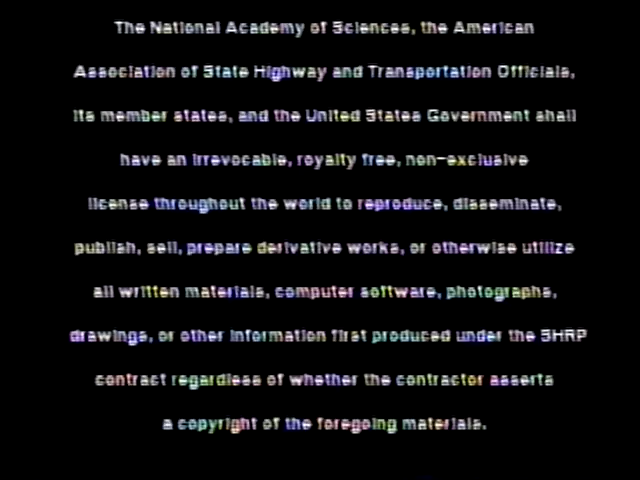 The National Academy of Sciences, the American
Association of State Highway and Transportation Officials,
its member states, and the United States Government shall
have an irrevocable, royalty free, non-exclusive
license throughout the world to reproduce, disseminate,
publish, sell, prepare derivative works, or otherwise utilize
all written materials, computer software, photographs,
drawings, or other information first produced under the SHRP
contract regardless of whether the contractor asserts
a copyright of the foregoing materials.